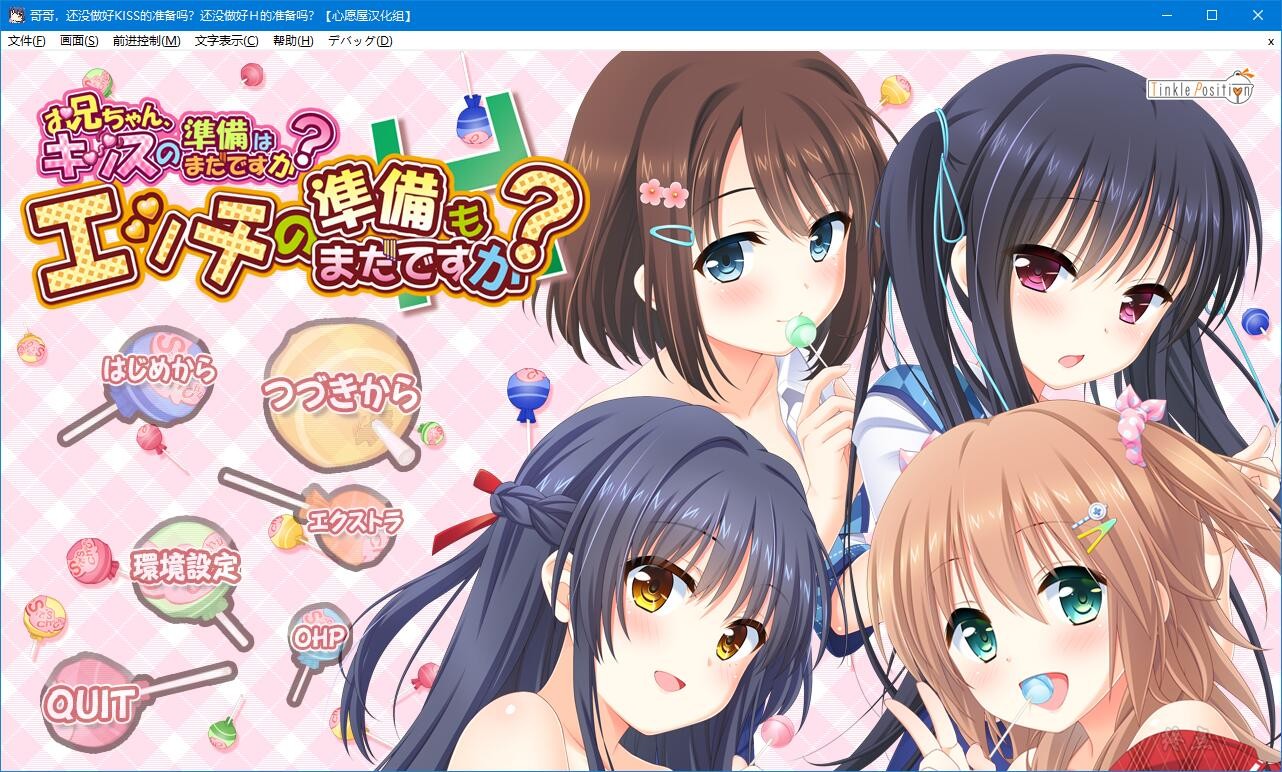 哥哥，还没做好KISS的准备吗？还没做好H的准备吗？【心愿屋汉化组】
文件(F) 画面(S) 前进控制(M) 文字表示(C) 帮助(H) デバッグ(D) x
Tinkle Position
お兄ちゃん、
キッスの準備は
まだですか？
H
エッチの準備も
まだですか？
はじめから
つづきから
エクストラ
環境設定
OHP
QUIT